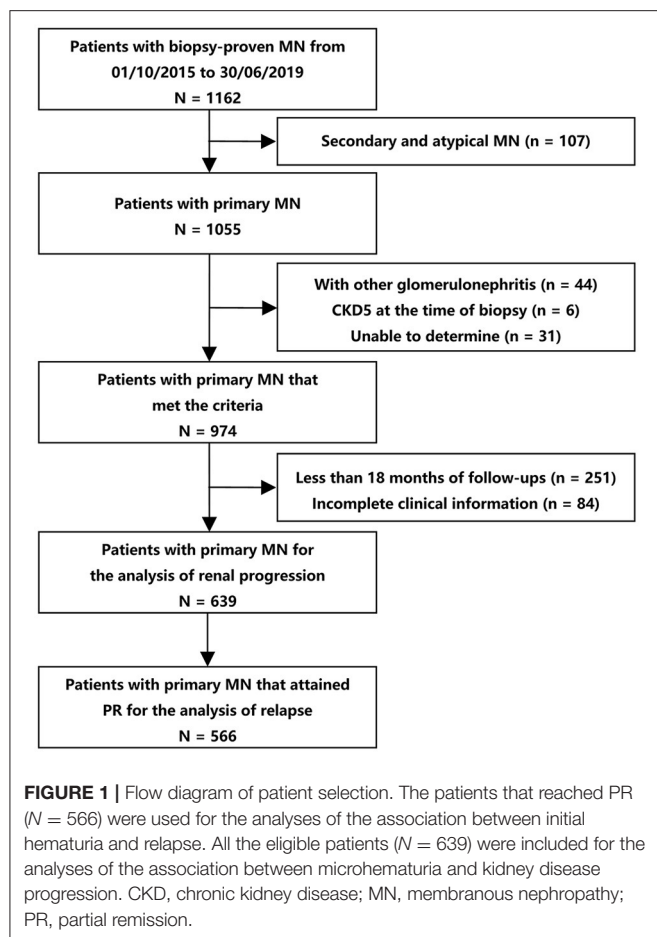 Patients with biopsy-proven MN from
01/10/2015 to 30/06/2019
N = 1162
Secondary and atypical MN (n = 107)
Patients with primary MN
N = 1055
With other glomerulonephritis (n = 44)
CKD5 at the time of biopsy (n = 6)
Unable to determine (n = 31)
Patients with primary MN that
met the criteria
N = 974
Less than 18 months of follow-ups (n = 251)
Incomplete clinical information (n = 84)
Patients with primary MN for
the analysis of renal progression
N = 639
Patients with primary MN that attained
PR for the analysis of relapse
N = 566
FIGURE 1 | Flow diagram of patient selection. The patients that reached PR
(N = 566) were used for the analyses of the association between initial
hematuria and relapse. All the eligible patients (N = 639) were included for the
analyses of the association between microhematuria and kidney disease
progression. CKD, chronic kidney disease; MN, membranous nephropathy;
PR, partial remission.